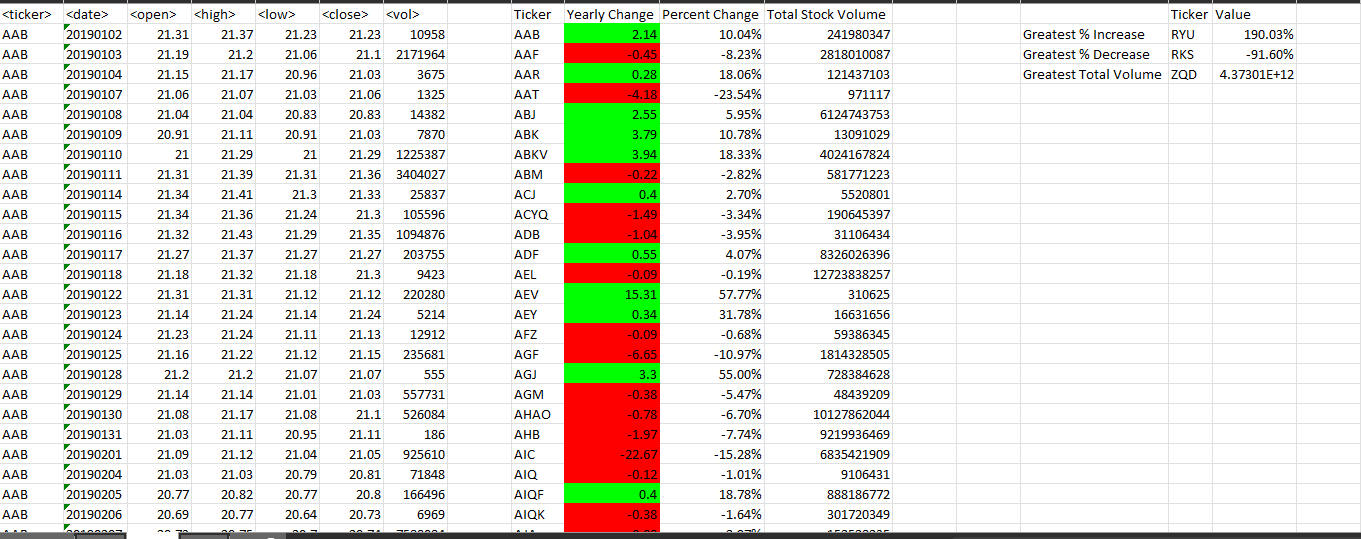 <ticker> <date> <open> <high> <low> <close> <vol> Ticker Yearly Change Percent Change Total Stock Volume Ticker Value
AAB 20190102 21.31 21.37 21.23 21.23 10958 AAB 2.14 10.04% 241980347 Greatest % Increase RYU 190.03%
AAB 20190103 21.19 21.2 21.06 21.1 2171964 AAF -0.45 -8.23% 2818010087 Greatest % Decrease RKS -91.60%
AAB 20190104 21.15 21.17 20.96 21.03 3675 AAR 0.28 18.06% 121437103 Greatest Total Volume ZQD 4.37301E+12
AAB 20190107 21.06 21.07 21.03 21.06 1325 AAT -4.18 -23.54% 971117
AAB 20190108 21.04 21.04 20.83 20.83 14382 ABJ 2.55 5.95% 6124743753
AAB 20190109 20.91 21.11 20.91 21.03 7870 ABK 3.79 10.78% 13091029
AAB 20190110 21 21.29 21 21.29 1225387 ABKV 3.94 18.33% 4024167824
AAB 20190111 21.31 21.39 21.31 21.36 3404027 ABM -0.22 -2.82% 581771223
AAB 20190114 21.34 21.41 21.3 21.33 25837 ACJ 0.4 2.70% 5520801
AAB 20190115 21.34 21.36 21.24 21.3 105596 ACYQ -1.49 -3.34% 190645397
AAB 20190116 21.32 21.43 21.29 21.35 1094876 ADB -1.04 -3.95% 31106434
AAB 20190117 21.27 21.37 21.27 21.27 203755 ADF 0.55 4.07% 8326026396
AAB 20190118 21.18 21.32 21.18 21.3 9423 AEL -0.09 -0.19% 12723838257
AAB 20190122 21.31 21.31 21.12 21.12 220280 AEV 15.31 57.77% 310625
AAB 20190123 21.14 21.24 21.14 21.24 5214 AEY 0.34 31.78% 16631656
AAB 20190124 21.23 21.24 21.11 21.13 12912 AFZ -0.09 -0.68% 59386345
AAB 20190125 21.16 21.22 21.12 21.15 235681 AGF -6.65 -10.97% 1814328505
AAB 20190128 21.2 21.2 21.07 21.07 555 AGJ 3.3 55.00% 728384628
AAB 20190129 21.14 21.14 21.01 21.03 557731 AGM -0.38 -5.47% 48439209
AAB 20190130 21.08 21.17 21.08 21.1 526084 AHAO -0.78 -6.70% 10127862044
AAB 20190131 21.03 21.11 20.95 21.11 186 AHB -1.97 -7.74% 9219936469
AAB 20190201 21.09 21.12 21.04 21.05 925610 AIC -22.67 -15.28% 6835421909
AAB 20190204 21.03 21.03 20.79 20.81 71848 AIQ -0.12 -1.01% 9106431
AAB 20190205 20.77 20.82 20.77 20.8 166496 AIQF 0.4 18.78% 888186772
AAB 20190206 20.69 20.77 20.64 20.73 6969 AIQK -0.38 -1.64% 301720349